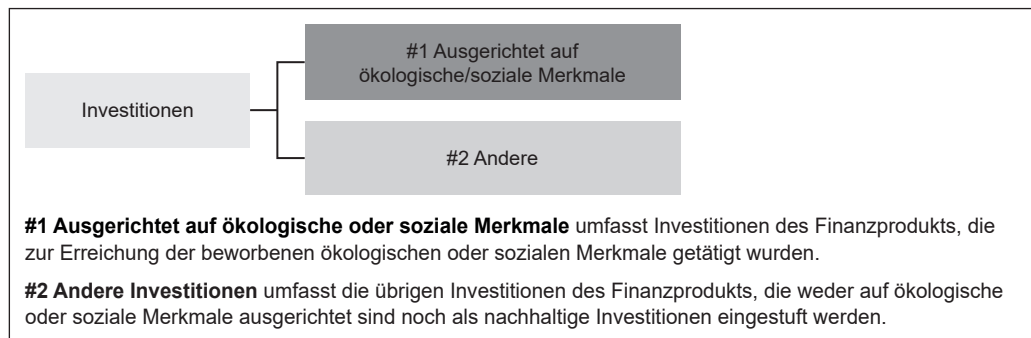 #1 Ausgerichtet auf
ökologische/soziale Merkmale
Investitionen
#2 Andere
#1 Ausgerichtet auf ökologische oder soziale Merkmale umfasst Investitionen des Finanzprodukts, die
zur Erreichung der beworbenen ökologischen oder sozialen Merkmale getätigt wurden.
#2 Andere Investitionen umfasst die übrigen Investitionen des Finanzprodukts, die weder auf ökologische
oder soziale Merkmale ausgerichtet sind noch als nachhaltige Investitionen eingestuft werden.